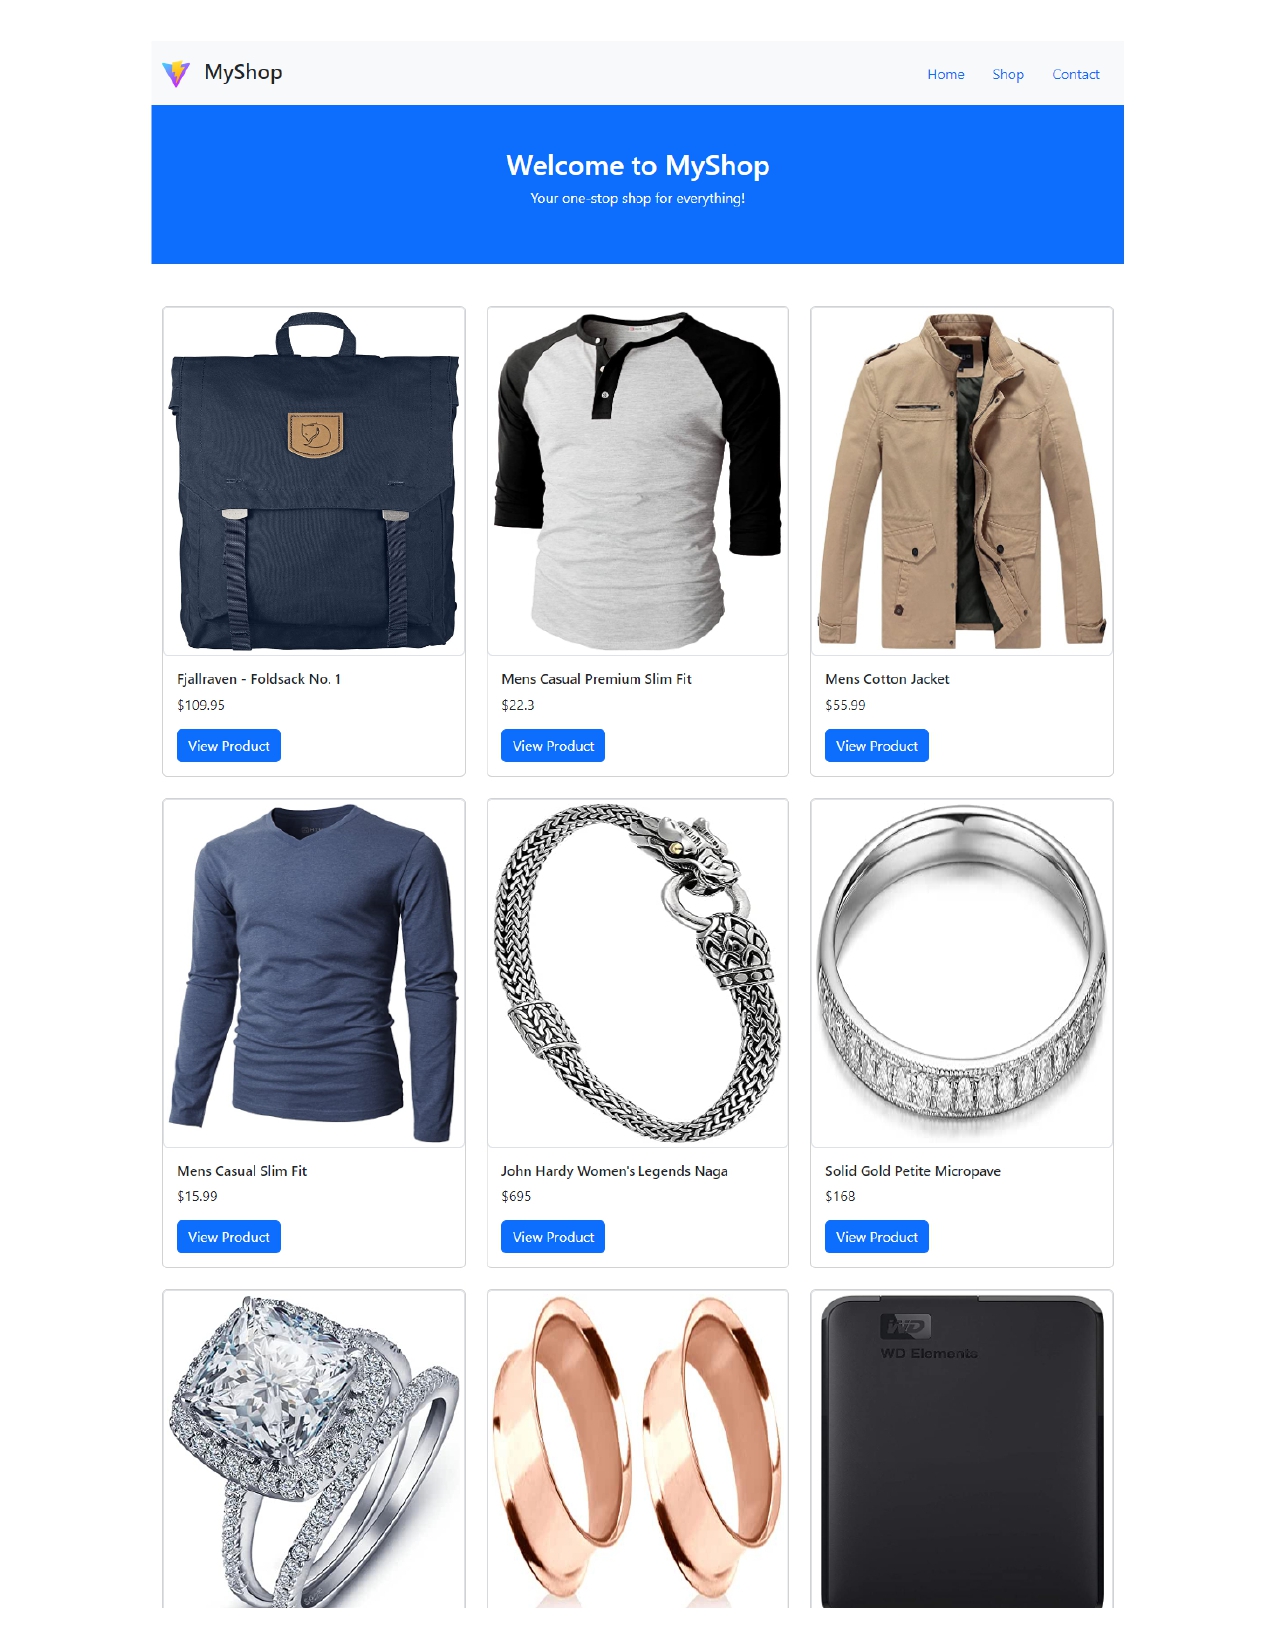 MyShop
Home Shop Contact
Welcome to MyShop
Your one-stop shop for everything!
Fjallraven - Foldsack No. 1
$109.95
View Product
Mens Casual Premium Slim Fit
$22.3
View Product
Mens Cotton Jacket
$55.99
View Product
Mens Casual Slim Fit
$15.99
View Product
John Hardy Women's Legends Naga
$695
View Product
Solid Gold Petite Micropave
$168
View Product
WD
WD Elements